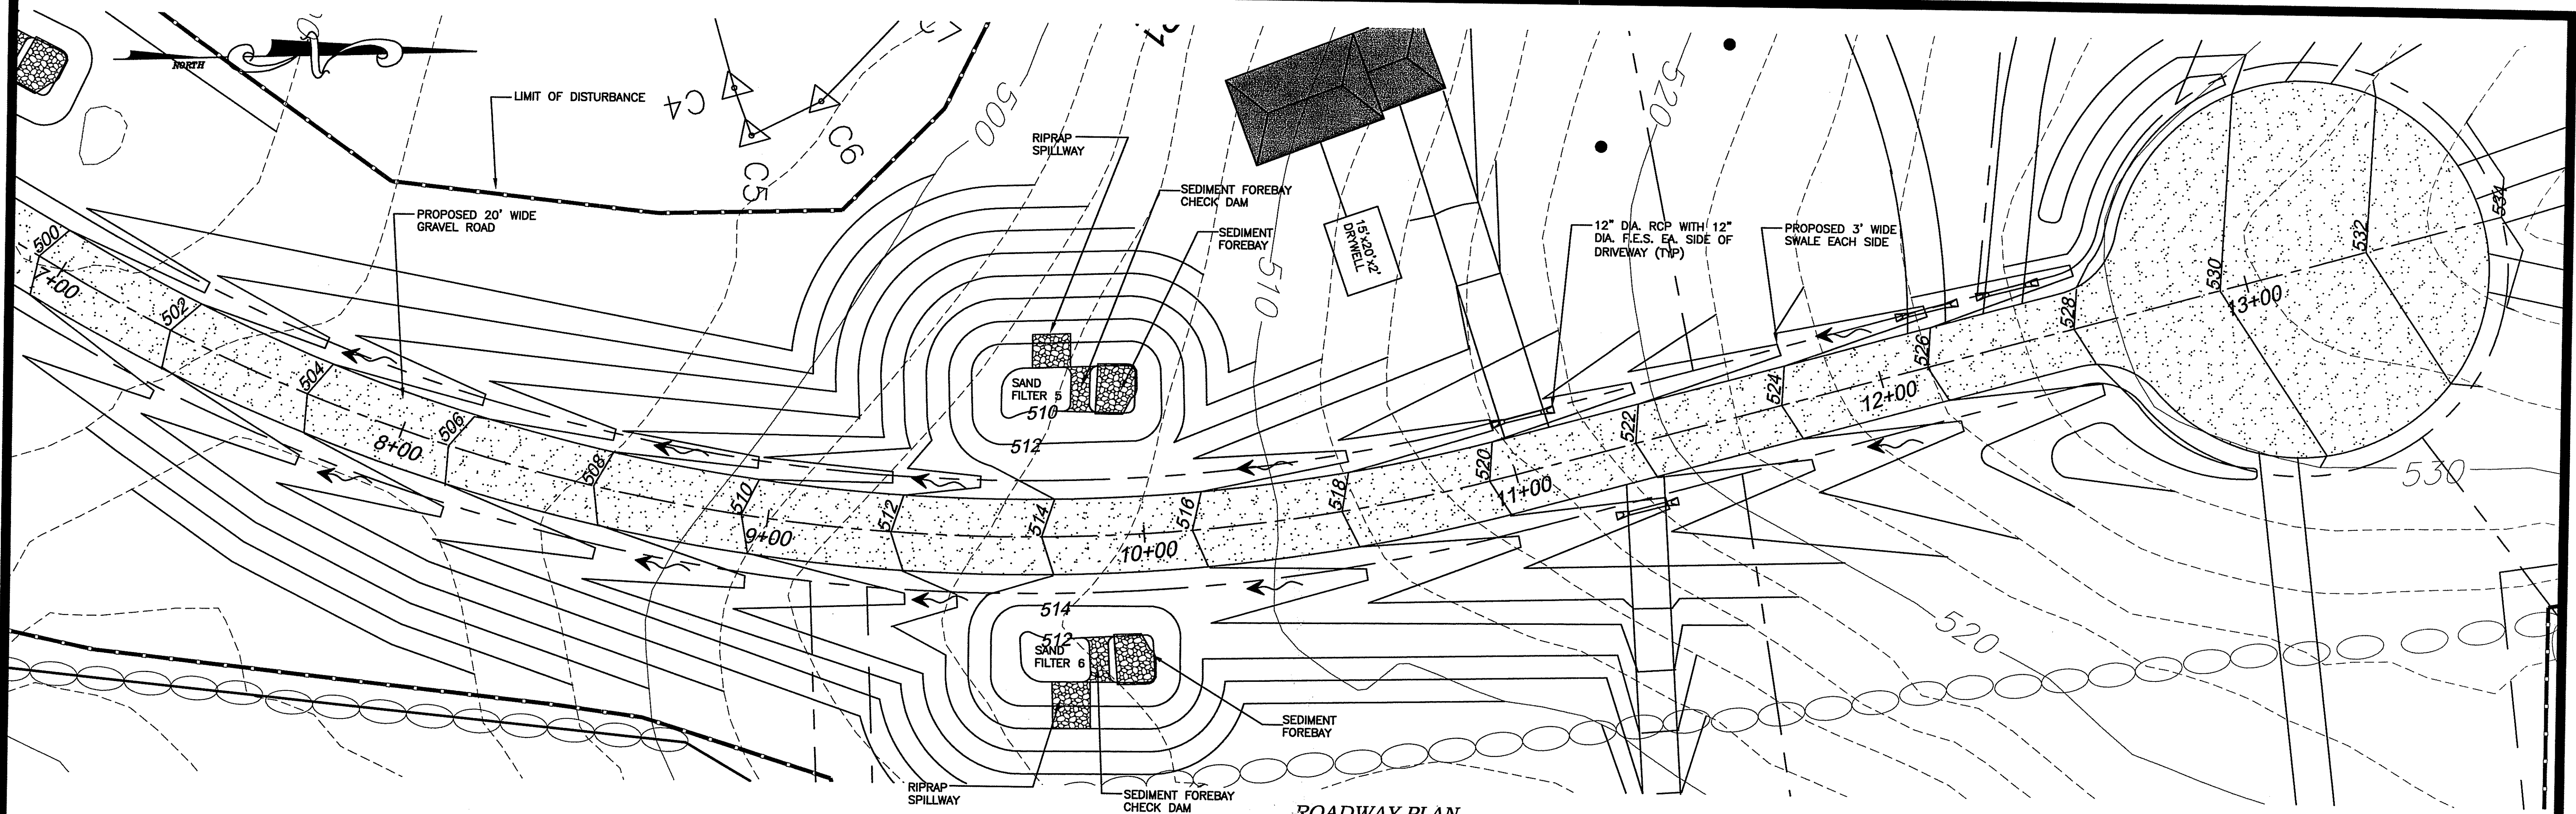 NORTH
LIMIT OF DISTURBANCE
C4
C5
C6
500
RIPRAP
SPILLWAY
SEDIMENT FOREBAY
CHECK DAM
SEDIMENT
FOREBAY
PROPOSED 20' WIDE
GRAVEL ROAD
510
15'x20'x2'
DRYWELL
520
12" DIA. RCP WITH 12"
DIA. F.E.S. EA. SIDE OF
DRIVEWAY (TYP)
PROPOSED 3' WIDE
SWALE EACH SIDE
500
7+00
502
504
8+00
506
508
510
9+00
512
514
10+00
516
518
520
11+00
522
524
12+00
526
528
530
13+00
532
534
530
520
SAND
FILTER 5
510
512
514
512
SAND
FILTER 6
SEDIMENT
FOREBAY
RIPRAP
SPILLWAY
SEDIMENT FOREBAY
CHECK DAM
ROADWAY PLAN